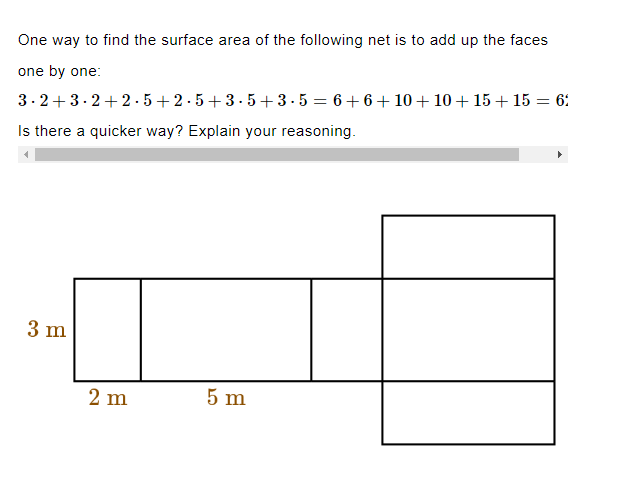 One way to find the surface area of the following net is to add up the faces
one by one:
3 · 2 + 3 · 2 + 2 · 5 + 2 · 5 + 3 · 5 + 3 · 5 = 6 + 6 + 10 + 10 + 15 + 15 = 6
Is there a quicker way? Explain your reasoning.
3 m
2 m
5 m